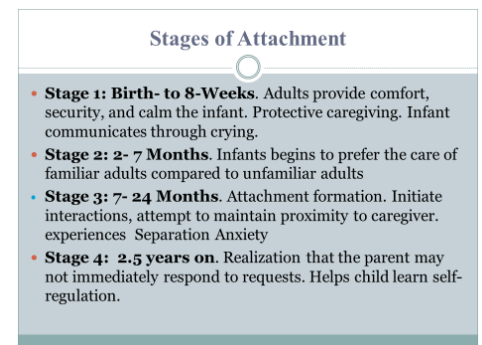 Stages of Attachment
• Stage 1: Birth- to 8-Weeks. Adults provide comfort,
security, and calm the infant. Protective caregiving. Infant
communicates through crying.
• Stage 2: 2- 7 Months. Infants begins to prefer the care of
familiar adults compared to unfamiliar adults
• Stage 3: 7- 24 Months. Attachment formation. Initiate
interactions, attempt to maintain proximity to caregiver.
experiences  Separation Anxiety
• Stage 4:  2.5 years on. Realization that the parent may
not immediately respond to requests. Helps child learn self-
regulation.